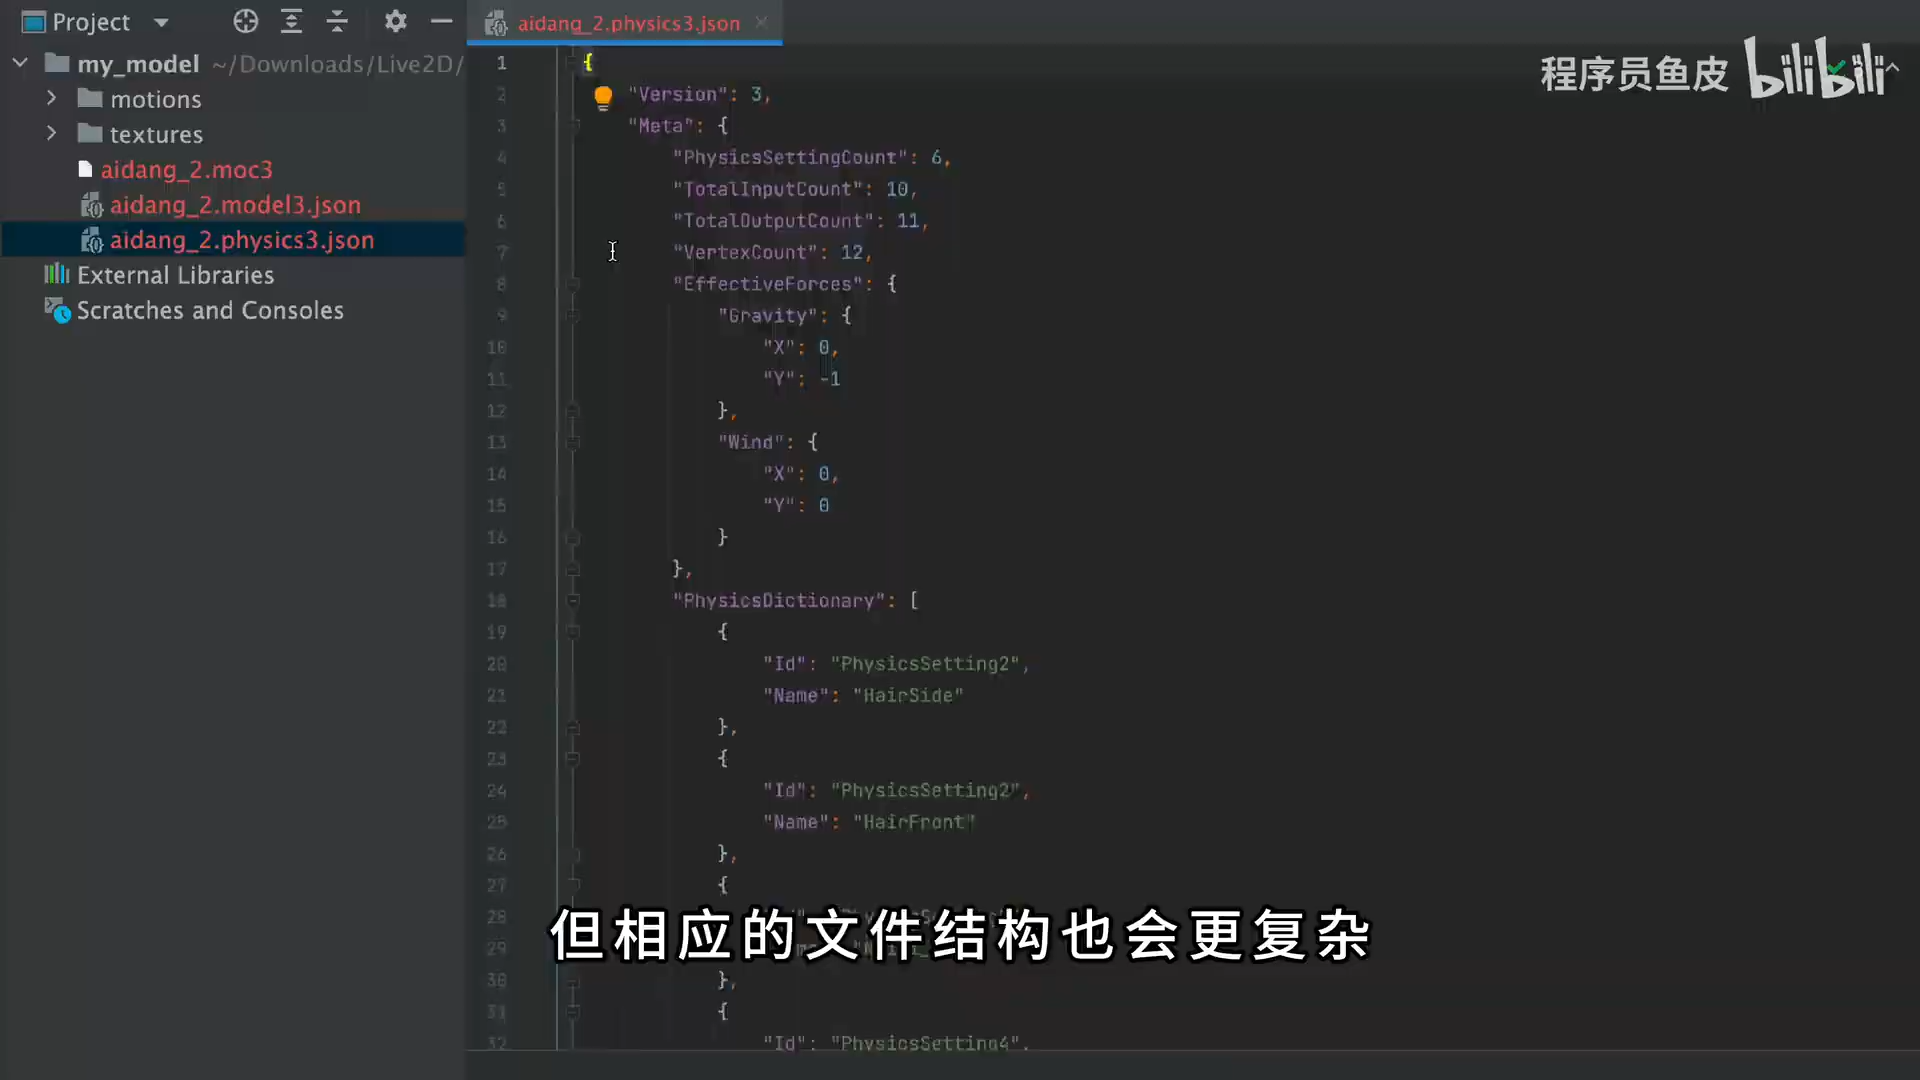 Project
my_model ~/Downloads/Live2D/
motions
textures
aidang_2.moc3
aidang_2.model3.json
aidang_2.physics3.json
External Libraries
Scratches and Consoles
aidang_2.physics3.json
程序员鱼皮 bilibili
1 {
2 "Version": 3,
3 "Meta": {
4 "PhysicsSettingCount": 6,
5 "TotalInputCount": 10,
6 "TotalOutputCount": 11,
7 "VertexCount": 12,
8 "EffectiveForces": {
9 "Gravity": {
10 "X": 0,
11 "Y": -1
12 },
13 "Wind": {
14 "X": 0,
15 "Y": 0
16 }
17 },
18 "PhysicsDictionary": [
19 {
20 "Id": "PhysicsSetting2",
21 "Name": "HairSide"
22 },
23 {
24 "Id": "PhysicsSetting2",
25 "Name": "HairFront"
26 },
27 {
28
29
30 },
31 {
32 "Id": "PhysicsSetting4",
但相应的文件结构也会更复杂